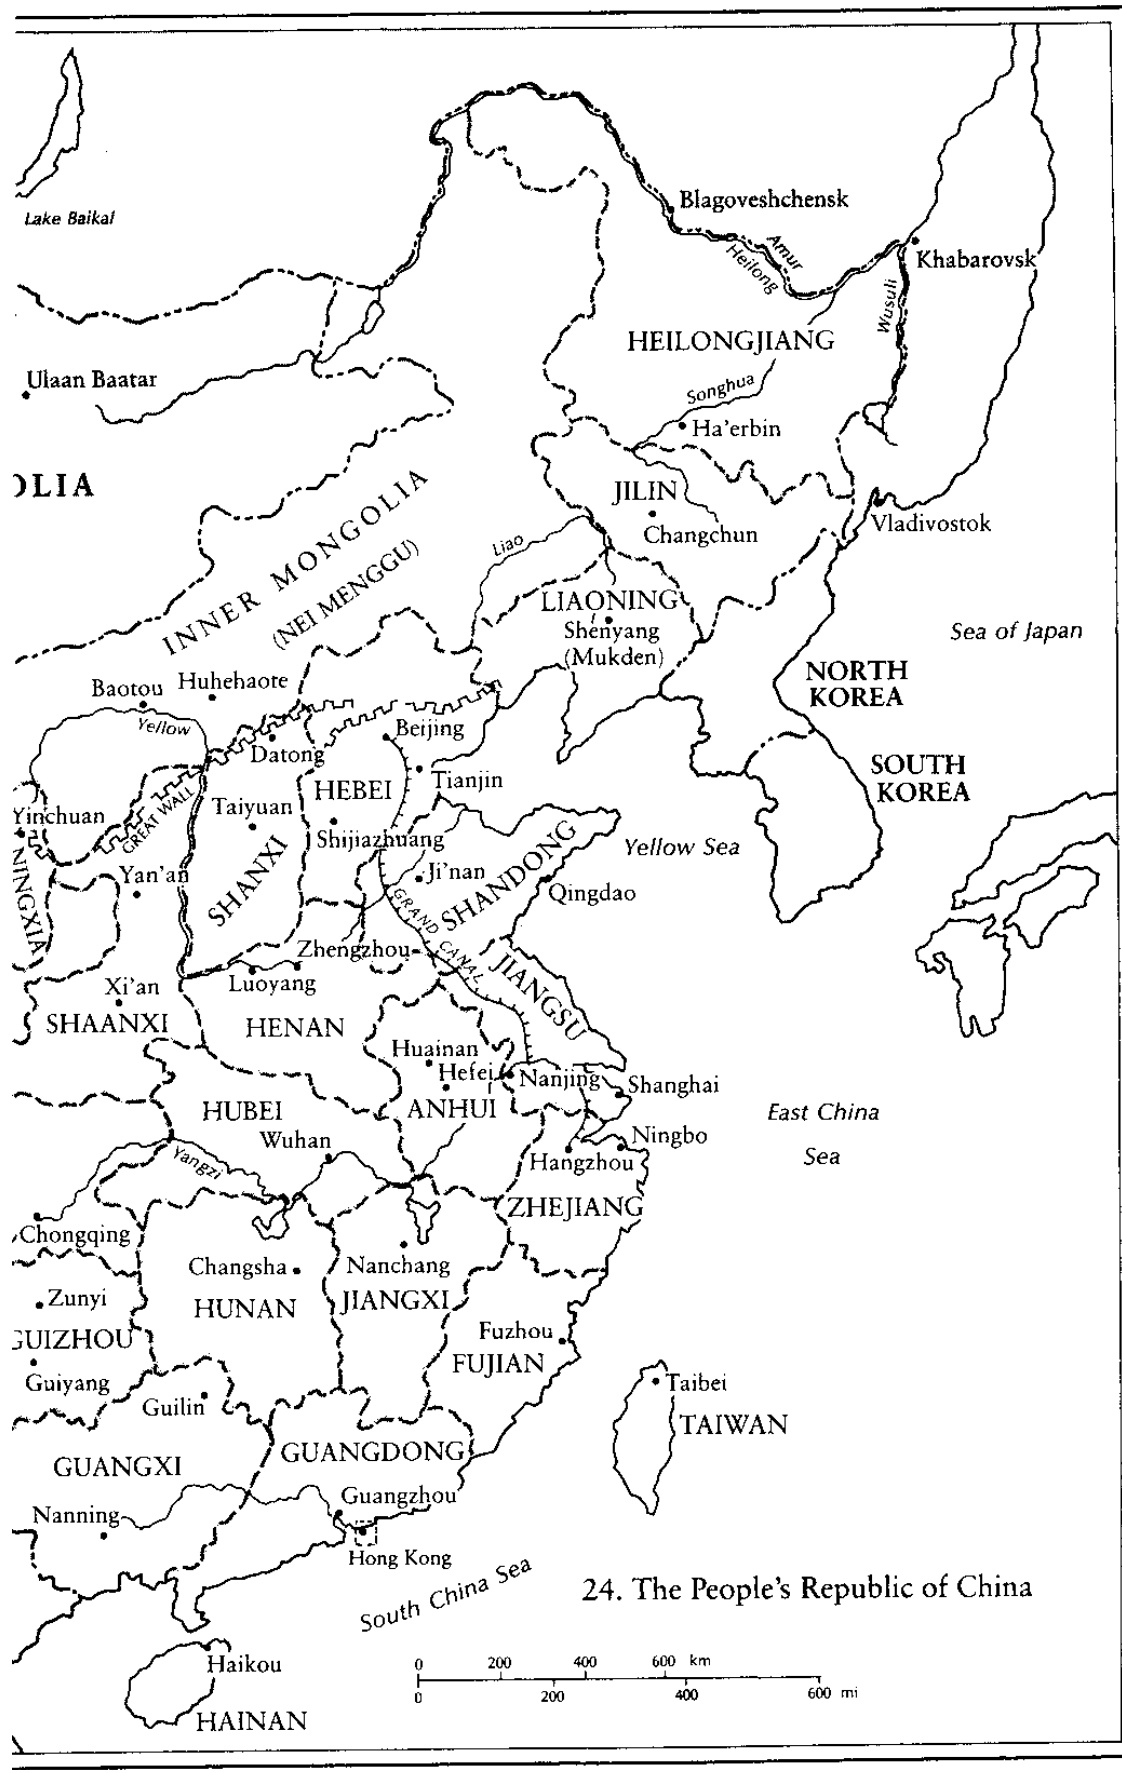 Lake Baikal
Blagoveshchensk
Amur
Heilong
Khabarovsk
Wusuli
HEILONGJIANG
Ulaan Baatar
Songhua
Ha'erbin
OLIA
JILIN
Changchun
Vladivostok
INNER MONGOLIA
(NEI MENGGU)
Liao
LIAONING
Shenyang
(Mukden)
Sea of Japan
NORTH
KOREA
Baotou
Huhehaote
Yellow
Beijing
Datong
SOUTH
KOREA
Tianjin
HEBEI
GREAT WALL
Taiyuan
Yinchuan
Shijiazhuang
Yellow Sea
SHANXI
NINGXIA
Yan'an
Ji'nan
SHANDONG
Qingdao
GRAND CANAL
Zhengzhou
Luoyang
JIANGSU
Xi'an
SHAANXI
HENAN
Huainan
Hefei
Nanjing
Shanghai
ANHUI
HUBEI
Wuhan
East China
Sea
Ningbo
Hangzhou
Yangzi
ZHEJIANG
Chongqing
Changsha
Nanchang
HUNAN
JIANGXI
Zunyi
GUIZHOU
Fuzhou
FUJIAN
Guiyang
Guilin
Taibei
TAIWAN
GUANGXI
GUANGDONG
Guangzhou
Nanning
Hong Kong
South China Sea
24. The People's Republic of China
Haikou
HAINAN
0 200 400 600 km
0 200 400 600 mi